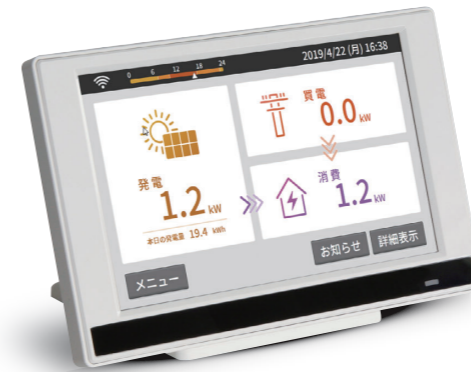 0 6 12 18 24
2019/4/22 (月) 16:38
発電
1.2 kW
本日の発電量 19.4 kWh
買電
0.0 kW
消費
1.2 kW
メニュー
お知らせ
詳細表示